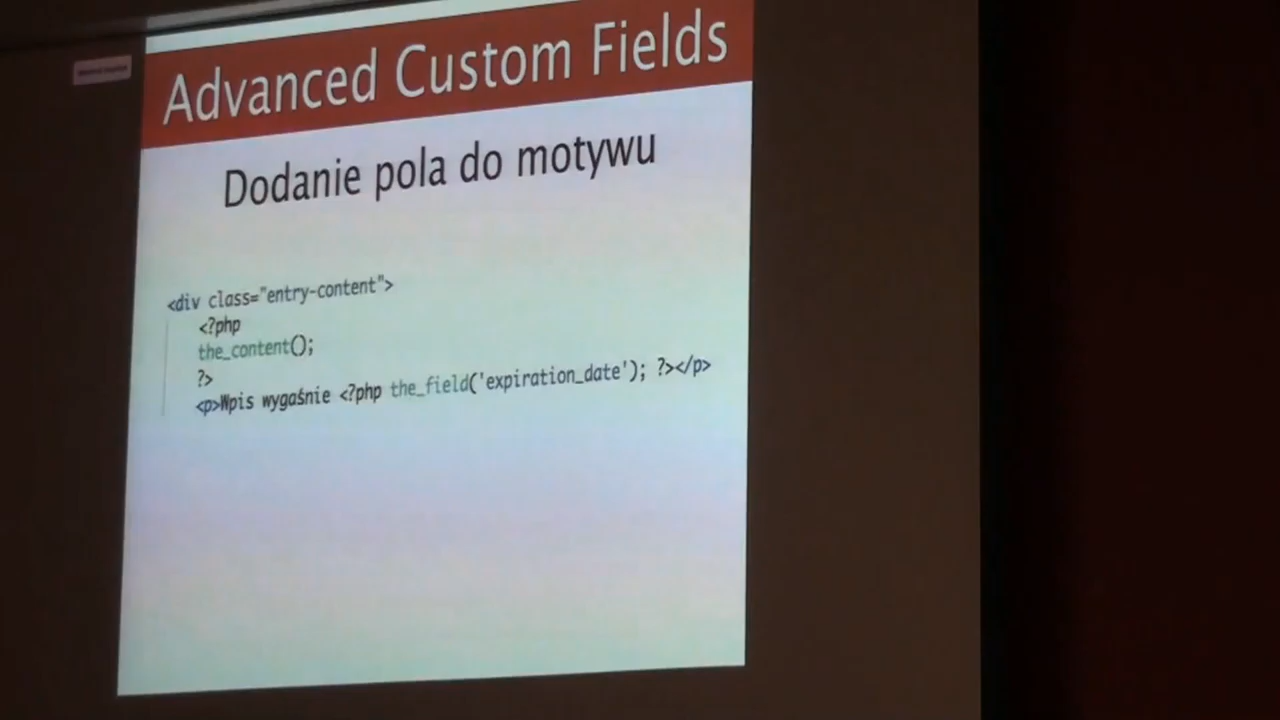 Advanced Custom Fields
Dodanie pola do motywu
<div class="entry-content">
<?php
the_content();
?>
<p>Wpis wygaśnie <?php the_field('expiration_date'); ?></p>